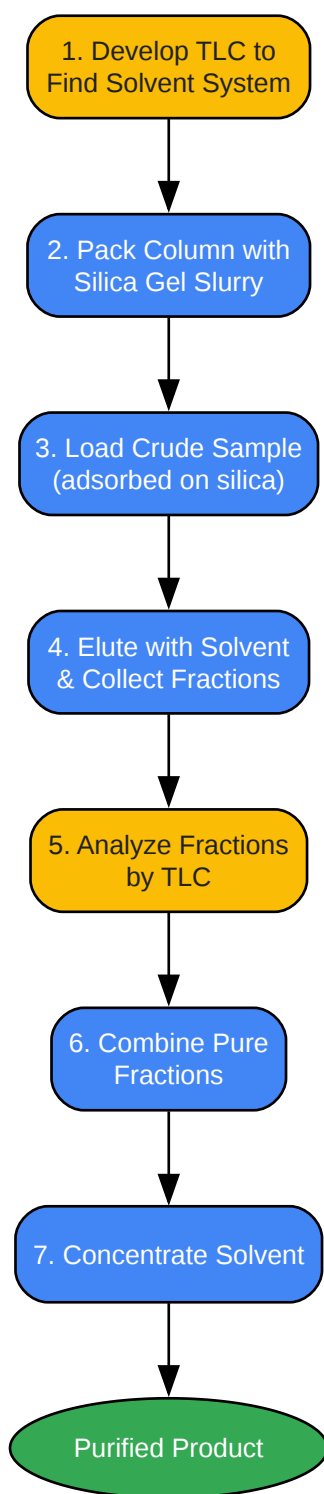 1. Develop TLC to
Find Solvent System
2. Pack Column with
Silica Gel Slurry
3. Load Crude Sample
(adsorbed on silica)
4. Elute with Solvent
& Collect Fractions
5. Analyze Fractions
by TLC
6. Combine Pure
Fractions
7. Concentrate Solvent
Purified Product